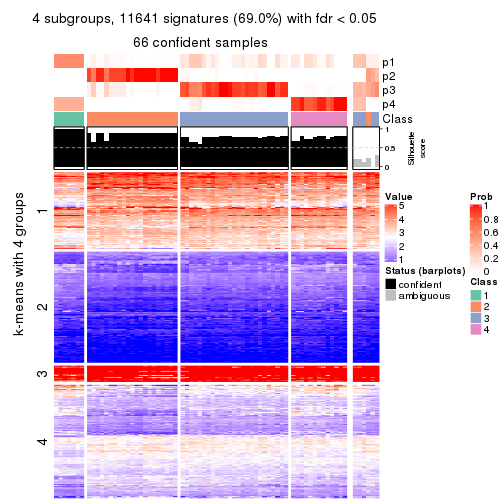 4 subgroups, 11641 signatures (69.0%) with fdr < 0.05
66 confident samples
p1
p2
p3
p4
Class
1
0.5
0
Silhouette
score
k-means with 4 groups
1
2
3
4
Value
5
4
3
2
1
Status (barplots)
confident
ambiguous
Prob
1
0.8
0.6
0.4
0.2
0
Class
1
2
3
4